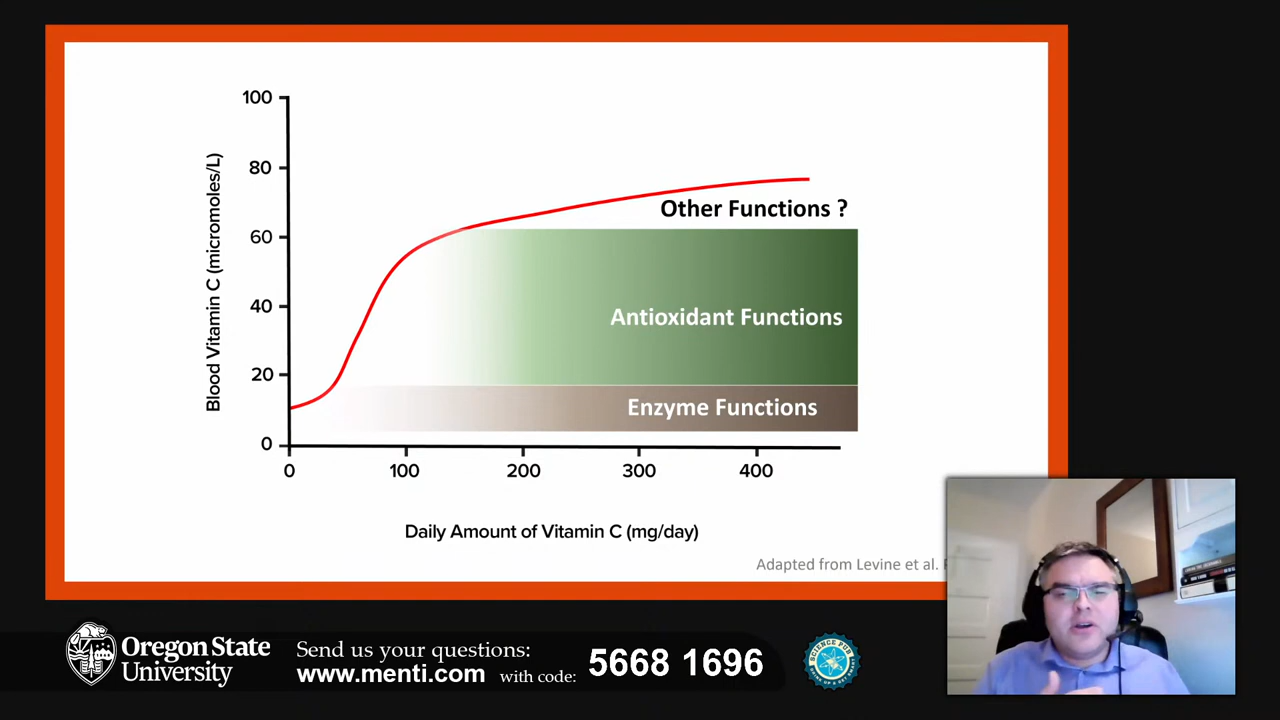 100
80
60
40
20
0
Blood Vitamin C (micromoles/L)
Other Functions ?
Antioxidant Functions
Enzyme Functions
0 100 200 300 400
Daily Amount of Vitamin C (mg/day)
Adapted from Levine et al.
Oregon State
University
Send us your questions:
www.menti.com with code:
5668 1696
SCIENCE PUB